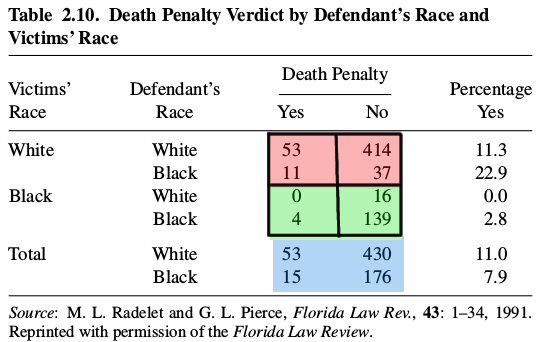 Table 2.10. Death Penalty Verdict by Defendant's Race and
Victims' Race
Death Penalty
Victims' Defendant's Percentage
Race Race Yes No Yes
White White 53 414 11.3
Black 11 37 22.9
Black White 0 16 0.0
Black 4 139 2.8
Total White 53 430 11.0
Black 15 176 7.9
Source: M. L. Radelet and G. L. Pierce, Florida Law Rev., 43: 1–34, 1991.
Reprinted with permission of the Florida Law Review.